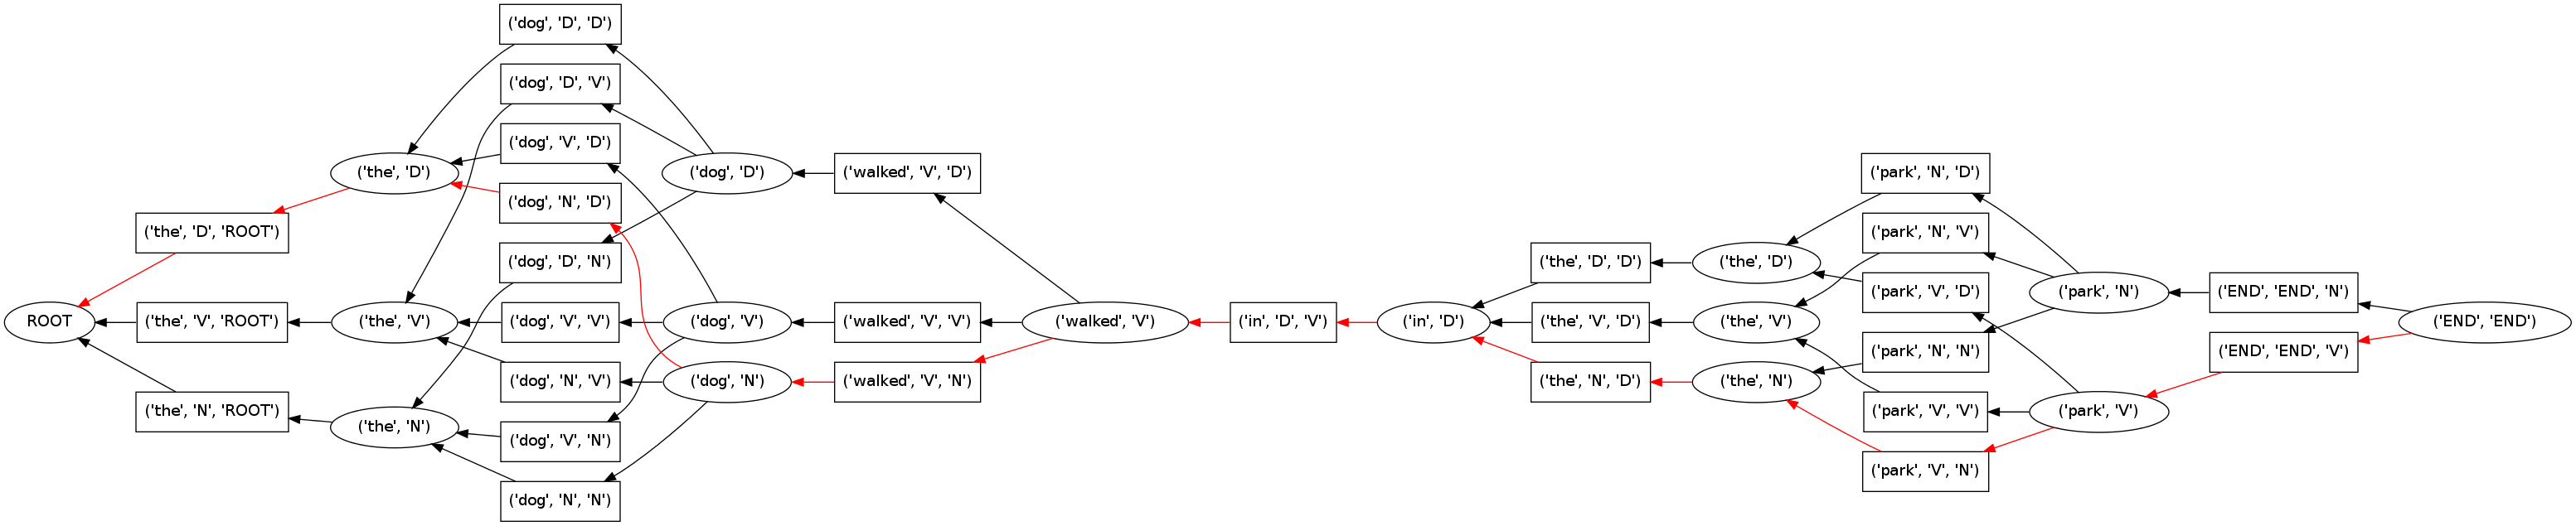 ROOT
('the', 'D', 'ROOT')
('the', 'V', 'ROOT')
('the', 'N', 'ROOT')
('the', 'D')
('the', 'V')
('the', 'N')
('dog', 'D', 'D')
('dog', 'D', 'V')
('dog', 'V', 'D')
('dog', 'N', 'D')
('dog', 'D', 'N')
('dog', 'V', 'V')
('dog', 'N', 'V')
('dog', 'V', 'N')
('dog', 'N', 'N')
('dog', 'D')
('dog', 'V')
('dog', 'N')
('walked', 'V', 'D')
('walked', 'V', 'V')
('walked', 'V', 'N')
('walked', 'V')
('in', 'D', 'V')
('in', 'D')
('the', 'D', 'D')
('the', 'V', 'D')
('the', 'N', 'D')
('the', 'D')
('the', 'V')
('the', 'N')
('park', 'N', 'D')
('park', 'N', 'V')
('park', 'V', 'D')
('park', 'N', 'N')
('park', 'V', 'V')
('park', 'V', 'N')
('park', 'N')
('park', 'V')
('END', 'END', 'N')
('END', 'END', 'V')
('END', 'END')